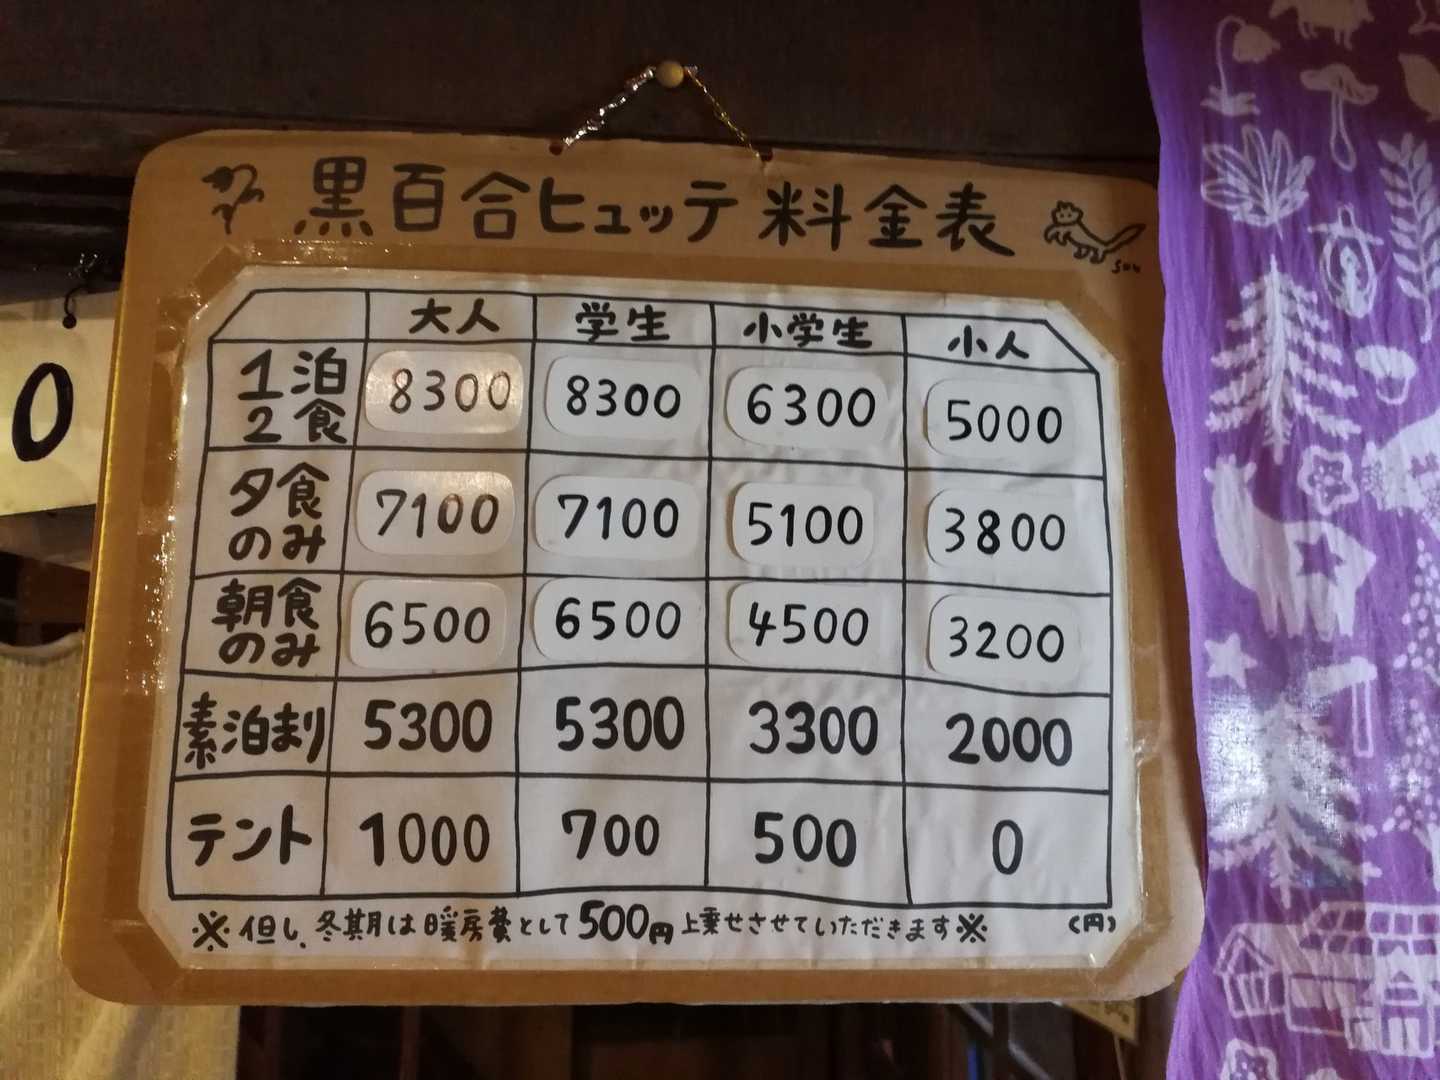 黒百合ヒュッテ 料金表
大人 学生 小学生 小人
1泊2食 8300 8300 6300 5000
夕食のみ 7100 7100 5100 3800
朝食のみ 6500 6500 4500 3200
素泊まり 5300 5300 3300 2000
テント 1000 700 500 0
※但し、冬期は暖房費として500円上乗せさせていただきます※ (円)
0